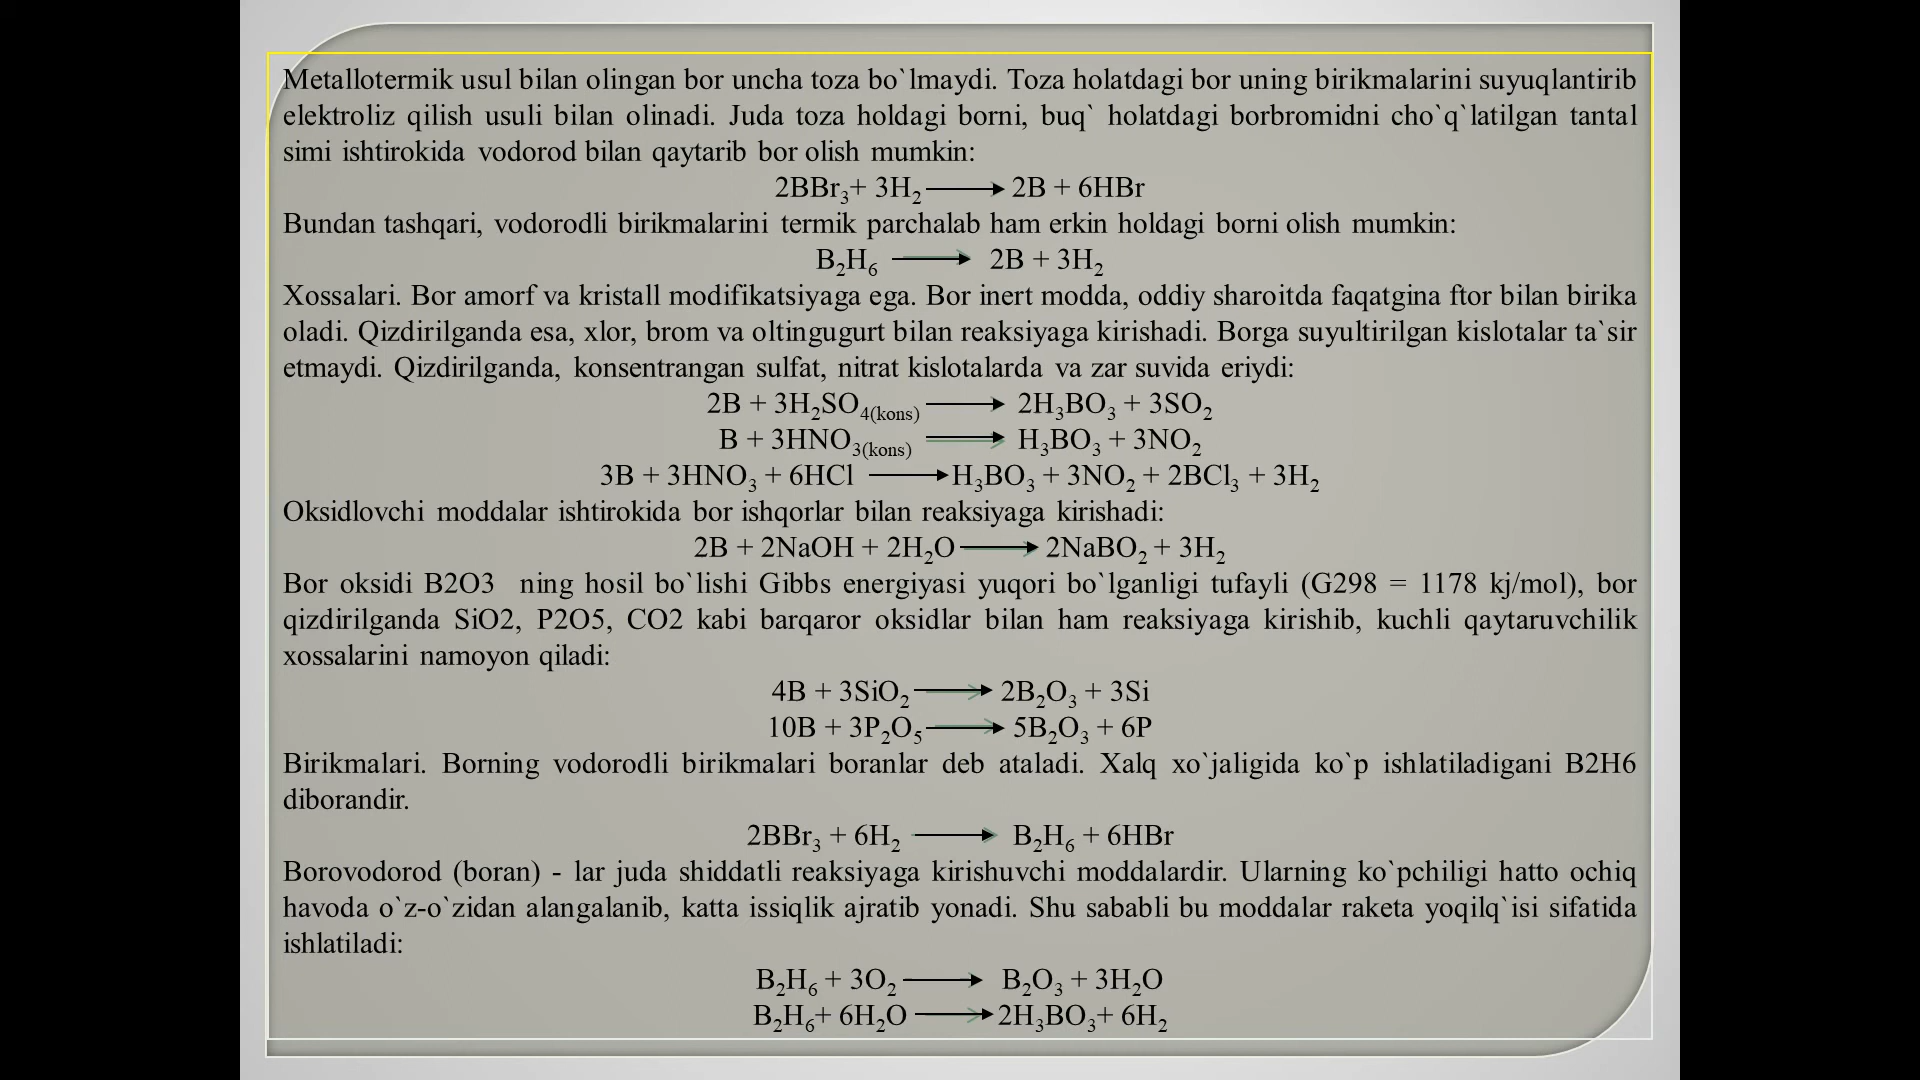 Metallotermik usul bilan olingan bor uncha toza bo`lmaydi. Toza holatdagi bor uning birikmalarini suyuqlantirib
elektroliz qilish usuli bilan olinadi. Juda toza holdagi borni, buq` holatdagi borbromidni cho`q`latilgan tantal
simi ishtirokida vodorod bilan qaytarib bor olish mumkin:
2BBr₃+ 3H₂ → 2B + 6HBr
Bundan tashqari, vodorodli birikmalarini termik parchalab ham erkin holdagi borni olish mumkin:
B₂H₆ → 2B + 3H₂
Xossalari. Bor amorf va kristall modifikatsiyaga ega. Bor inert modda, oddiy sharoitda faqatgina ftor bilan birika
oladi. Qizdirilganda esa, xlor, brom va oltingugurt bilan reaksiyaga kirishadi. Borga suyultirilgan kislotalar ta`sir
etmaydi. Qizdirilganda, konsentrangan sulfat, nitrat kislotalarda va zar suvida eriydi:
2B + 3H₂SO₄(kons) → 2H₃BO₃ + 3SO₂
B + 3HNO₃(kons) → H₃BO₃ + 3NO₂
3B + 3HNO₃ + 6HCl → H₃BO₃ + 3NO₂ + 2BCl₃ + 3H₂
Oksidlovchi moddalar ishtirokida bor ishqorlar bilan reaksiyaga kirishadi:
2B + 2NaOH + 2H₂O → 2NaBO₂ + 3H₂
Bor oksidi B2O3 ning hosil bo`lishi Gibbs energiyasi yuqori bo`lganligi tufayli (G298 = 1178 kj/mol), bor
qizdirilganda SiO2, P2O5, CO2 kabi barqaror oksidlar bilan ham reaksiyaga kirishib, kuchli qaytaruvchilik
xossalarini namoyon qiladi:
4B + 3SiO₂ → 2B₂O₃ + 3Si
10B + 3P₂O₅ → 5B₂O₃ + 6P
Birikmalari. Borning vodorodli birikmalari boranlar deb ataladi. Xalq xo`jaligida ko`p ishlatiladigani B2H6
diborandir.
2BBr₃ + 6H₂ → B₂H₆ + 6HBr
Borovodorod (boran) - lar juda shiddatli reaksiyaga kirishuvchi moddalardir. Ularning ko`pchiligi hatto ochiq
havoda o`z-o`zidan alangalanib, katta issiqlik ajratib yonadi. Shu sababli bu moddalar raketa yoqilq`isi sifatida
ishlatiladi:
B₂H₆ + 3O₂ → B₂O₃ + 3H₂O
B₂H₆+ 6H₂O → 2H₃BO₃+ 6H₂